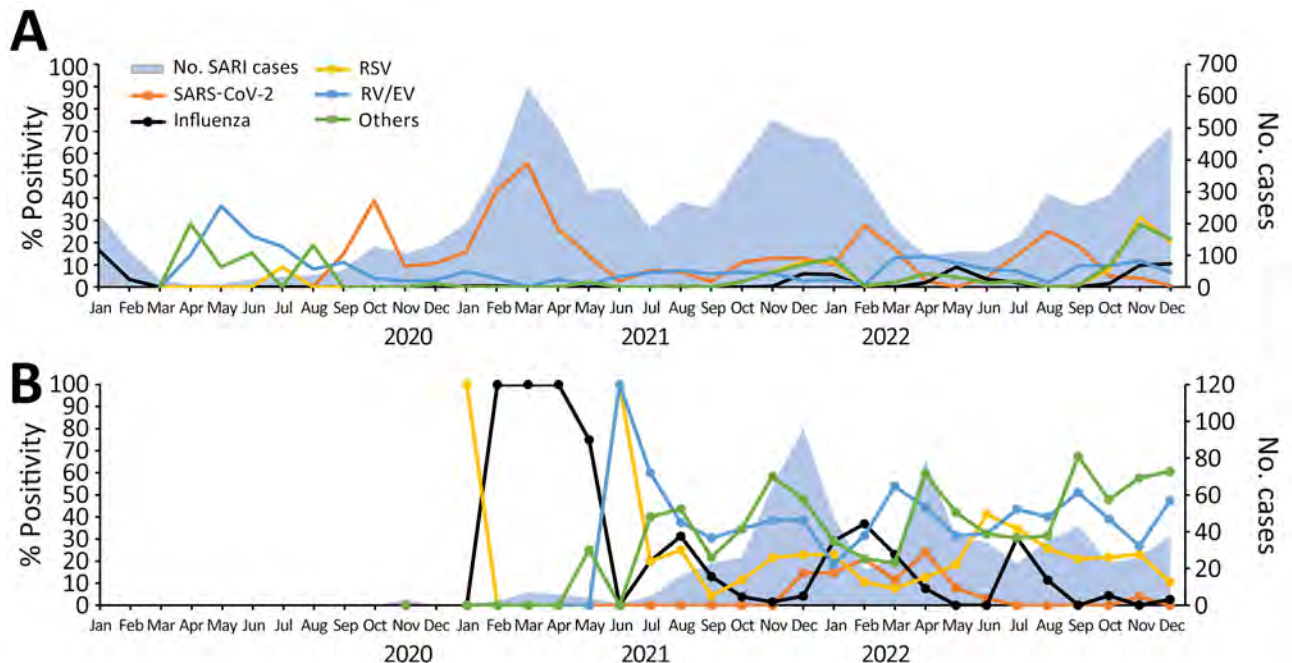 A
100
90
80
70
60
50
40
30
20
10
0
% Positivity
No. SARI cases
SARS-CoV-2
Influenza
RSV
RV/EV
Others
700
600
500
400
300
200
100
0
No. cases
Jan Feb Mar Apr May Jun Jul Aug Sep Oct Nov Dec Jan Feb Mar Apr May Jun Jul Aug Sep Oct Nov Dec Jan Feb Mar Apr May Jun Jul Aug Sep Oct Nov Dec
2020 2021 2022
B
100
90
80
70
60
50
40
30
20
10
0
% Positivity
120
100
80
60
40
20
0
No. cases
Jan Feb Mar Apr May Jun Jul Aug Sep Oct Nov Dec Jan Feb Mar Apr May Jun Jul Aug Sep Oct Nov Dec Jan Feb Mar Apr May Jun Jul Aug Sep Oct Nov Dec
2020 2021 2022